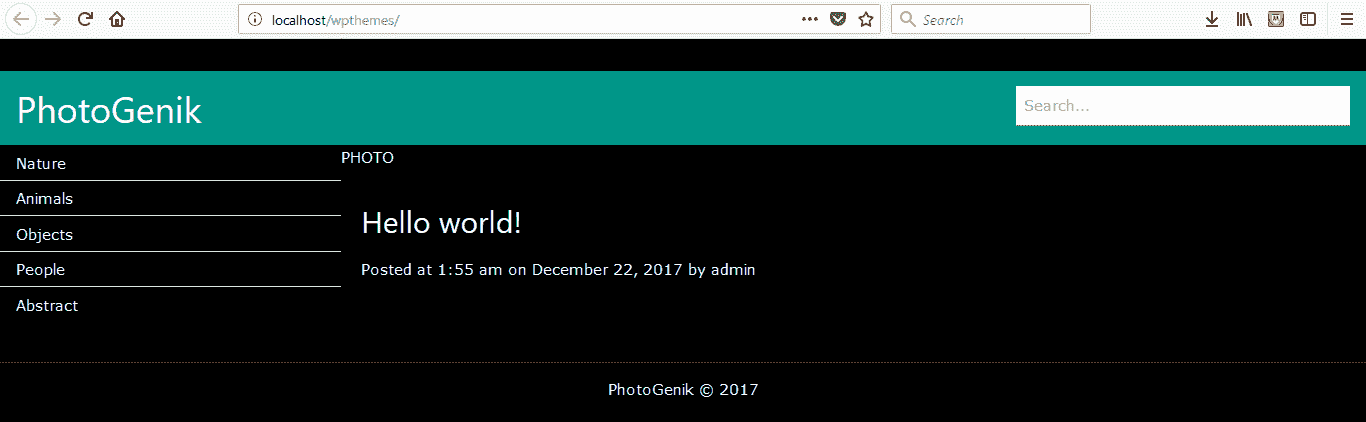 localhost/wpthemes/
Search
PhotoGenik
Search...
Nature
PHOTO
Animals
Hello world!
Objects
People
Posted at 1:55 am on December 22, 2017 by admin
Abstract
PhotoGenik © 2017